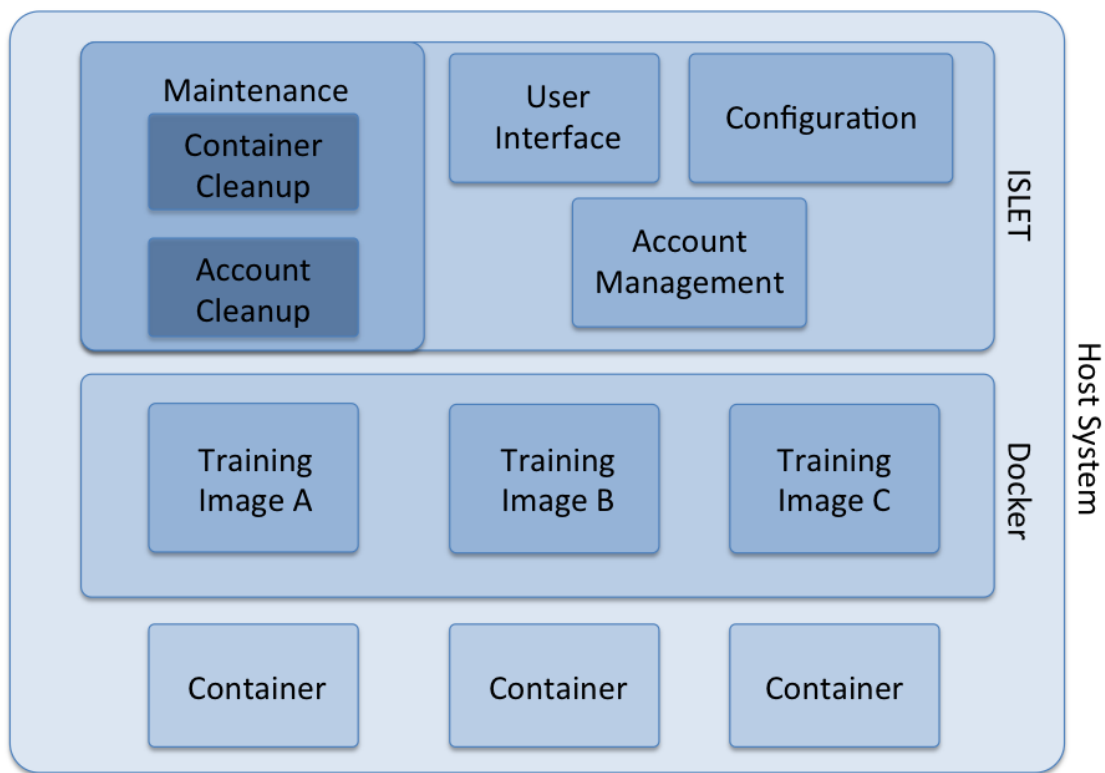 Maintenance
Container
Cleanup
Account
Cleanup
User
Interface
Configuration
Account
Management
ISLET
Training
Image A
Training
Image B
Training
Image C
Docker
Container
Container
Container
Host System